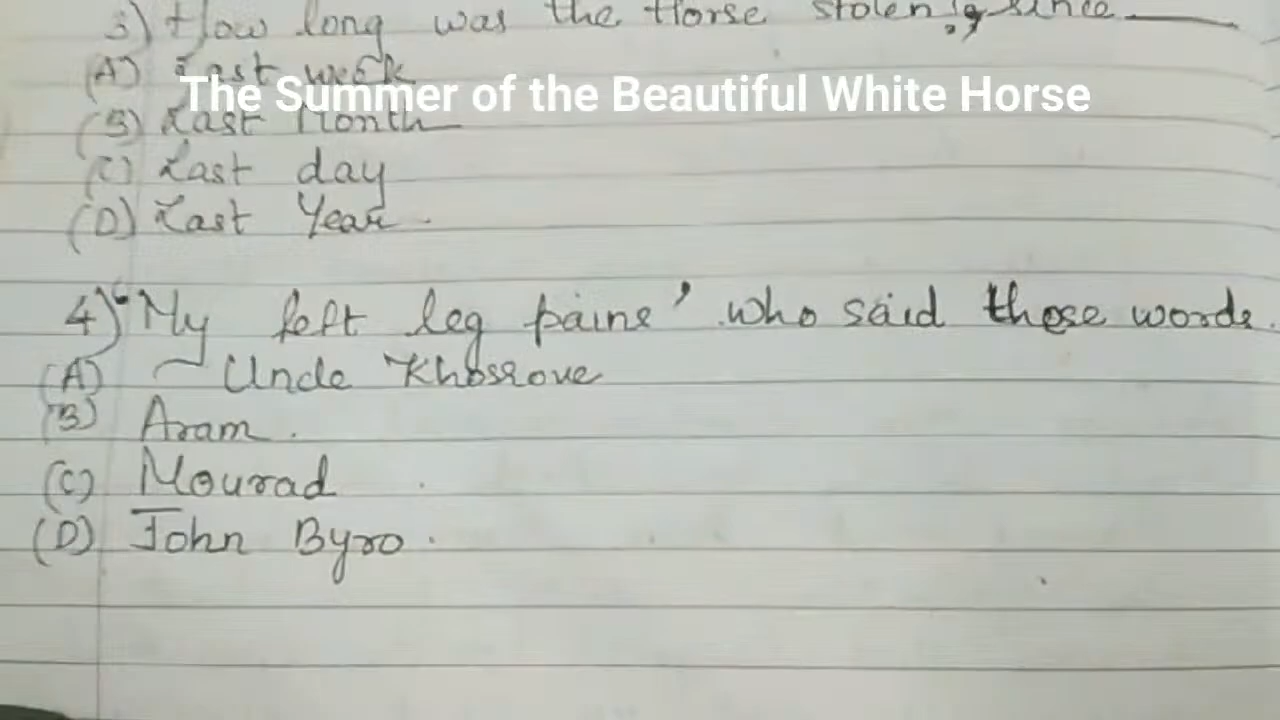 3) How long was the Horse stolen, since
(A) Last week
The Summer of the Beautiful White Horse
(B) Last Month
(C) Last day
(D) Last Year.
4) "My left leg pains' who said these words.
(A) Uncle Khosrove
(B) Aram.
(C) Mourad
(D) John Byro.